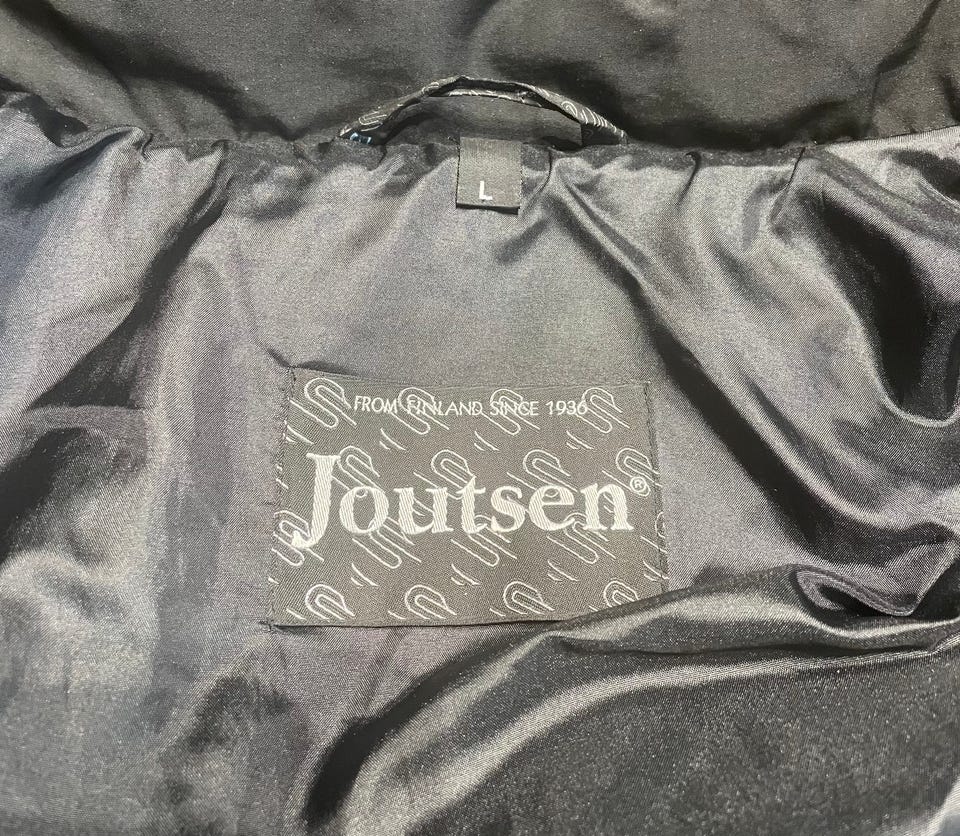 L
FROM FINLAND SINCE 1936
Joutsen®